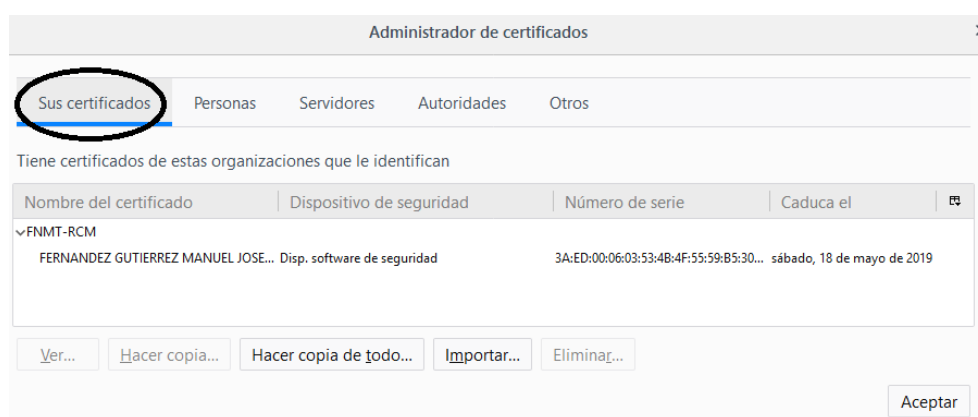 Administrador de certificados
Sus certificados Personas Servidores Autoridades Otros
Tiene certificados de estas organizaciones que le identifican
Nombre del certificado Dispositivo de seguridad Número de serie Caduca el
FNMT-RCM
FERNANDEZ GUTIERREZ MANUEL JOSE... Disp. software de seguridad 3A:ED:00:06:03:53:4B:4F:55:59:B5:30... sábado, 18 de mayo de 2019
Ver... Hacer copia... Hacer copia de todo... Importar... Eliminar...
Aceptar